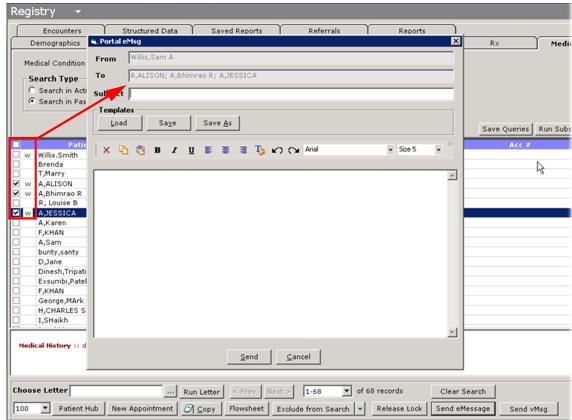 Registry
Encounters Structured Data Saved Reports Referrals Reports
Demographics Rx Medi
Portal eMsg
Medical Condition
From Willis,Sam A
Search Type
To A,ALISON; A,Bhimrao R; A,JESSICA
Search in Acti
Subject
Search in Pas
Templates
Load Save Save As
Save Queries Run Subs
Patie Acc #
Arial Size 5
w Willis.Smith
Brenda
T,Marry
w A,ALISON
w A,Bhimrao R
R, Louise B
w A,JESSICA
A,Karen
F,KHAN
A,Sam
bunty,santy
D,Jane
Dinesh,Tripati
Exsumbi,Patel
F,KHAN
George,MArk
H,CHARLES S
I,SHaikh
Medical History :: d
Send Cancel
Choose Letter ... Run Letter < Prev Next > 1-68 of 68 records Clear Search
100 Patient Hub New Appointment Copy Flowsheet Exclude from Search Release Lock Send eMessage Send vMsg